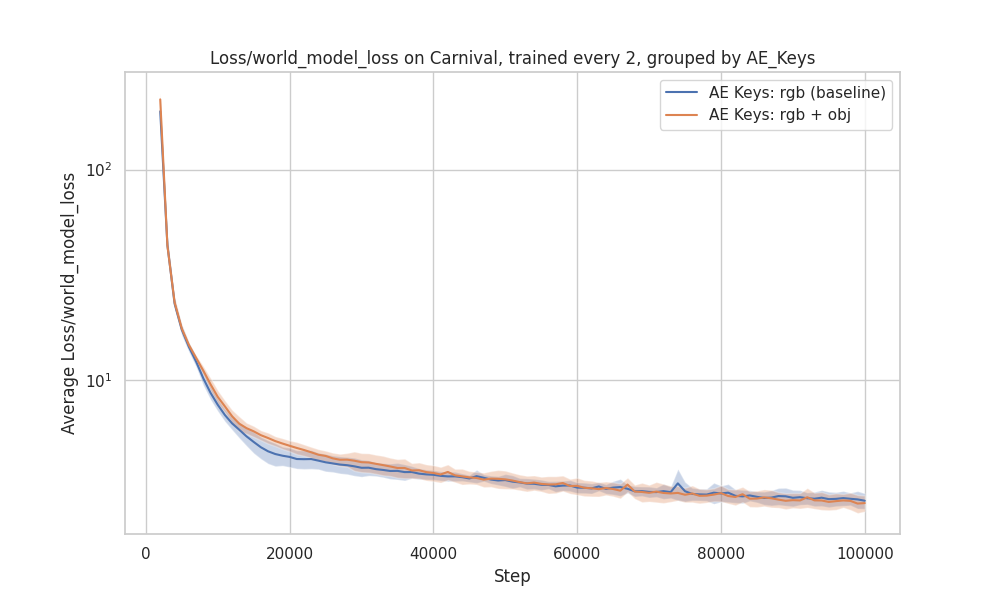 Loss/world_model_loss on Carnival, trained every 2, grouped by AE_Keys
AE Keys: rgb (baseline)
AE Keys: rgb + obj
Average Loss/world_model_loss
10²
10¹
0 20000 40000 60000 80000 100000
Step